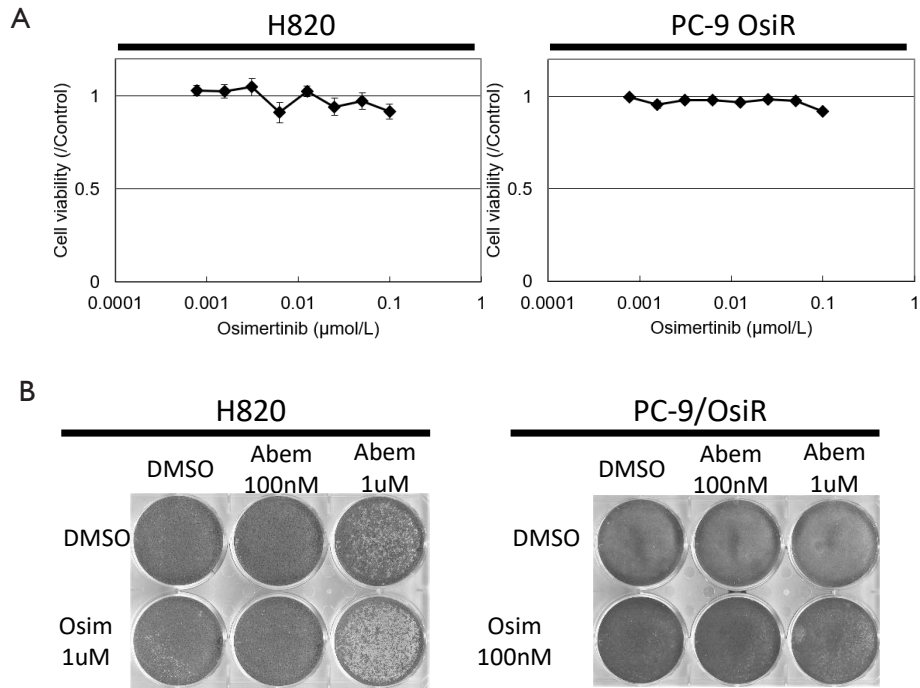 A
H820
PC-9 OsiR
Cell viability (/Control)
1
0.5
0
0.0001
0.001
0.01
0.1
1
Osimertinib (µmol/L)
Cell viability (/Control)
1
0.5
0
0.0001
0.001
0.01
0.1
1
Osimertinib (µmol/L)
B
H820
DMSO
Abem
100nM
Abem
1uM
DMSO
Osim
1uM
PC-9/OsiR
DMSO
Abem
100nM
Abem
1uM
DMSO
Osim
100nM